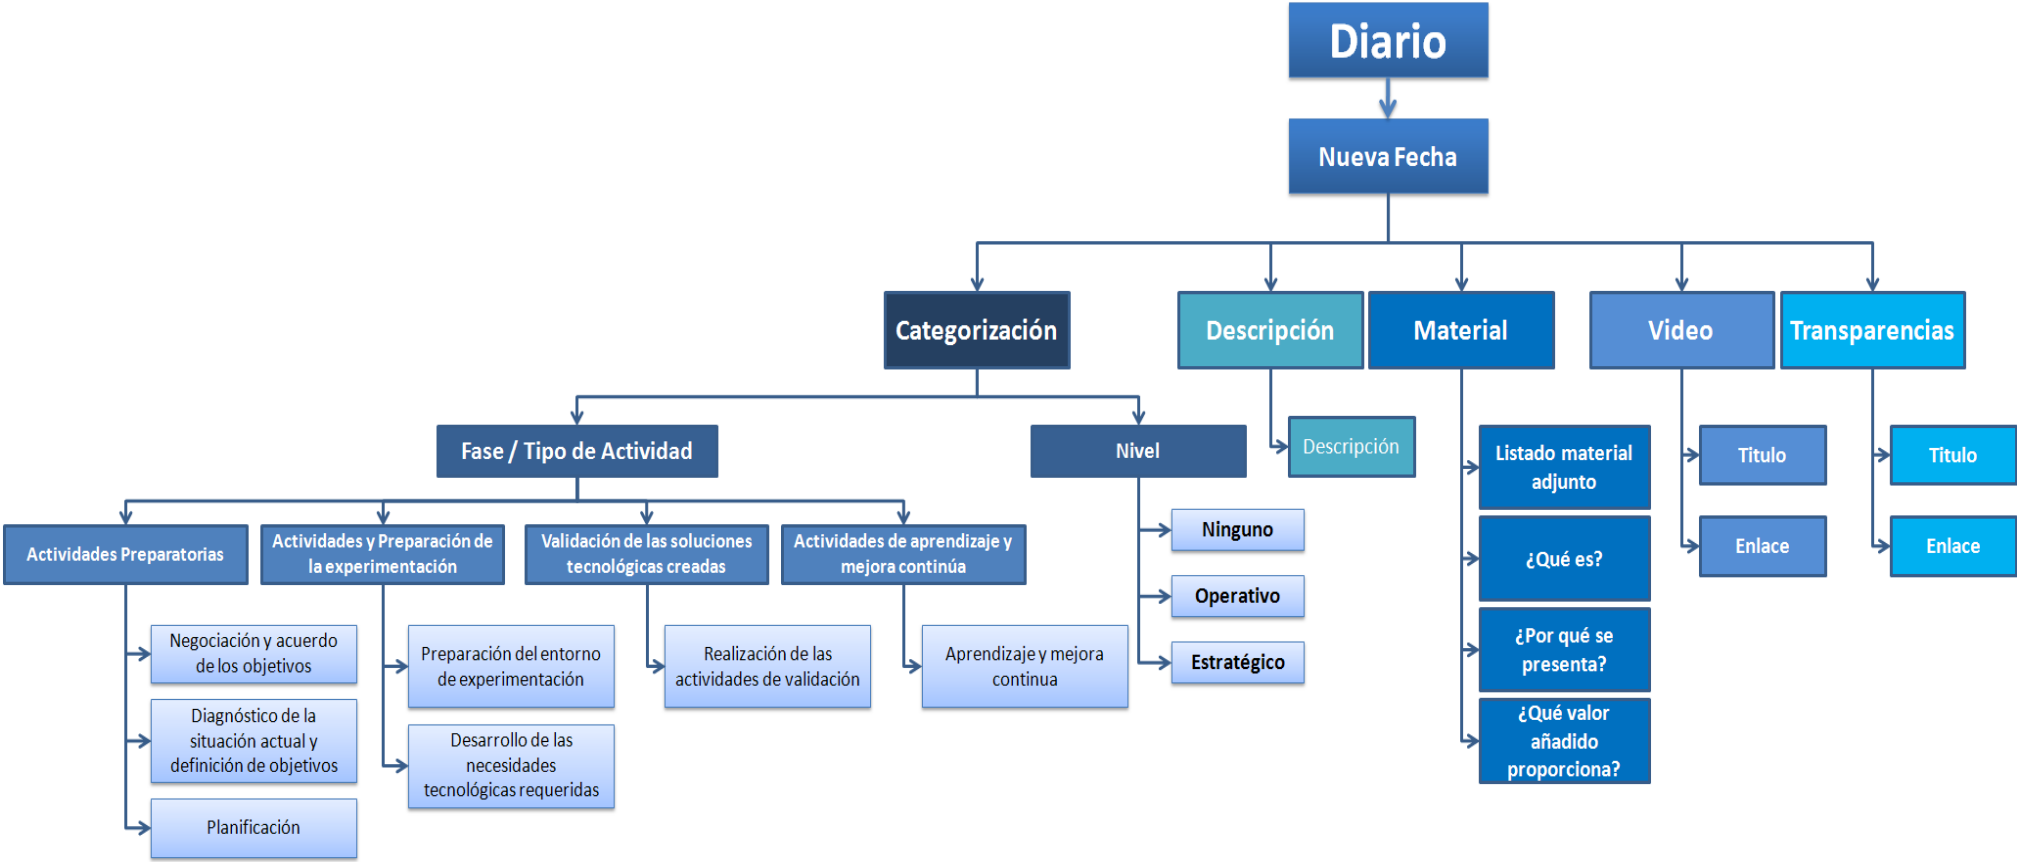 Diario
Nueva Fecha
Categorización
Descripción
Material
Video
Transparencias
Fase / Tipo de Actividad
Nivel
Descripción
Listado material
adjunto
¿Qué es?
¿Por qué se
presenta?
¿Qué valor
añadido
proporciona?
Titulo
Enlace
Titulo
Enlace
Actividades Preparatorias
Actividades y Preparación de
la experimentación
Validación de las soluciones
tecnológicas creadas
Actividades de aprendizaje y
mejora continúa
Ninguno
Operativo
Estratégico
Negociación y acuerdo
de los objetivos
Diagnóstico de la
situación actual y
definición de objetivos
Planificación
Preparación del entorno
de experimentación
Desarrollo de las
necesidades
tecnológicas requeridas
Realización de las
actividades de validación
Aprendizaje y mejora
continua